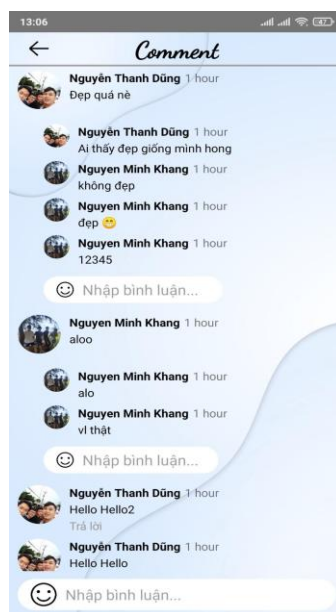 13:06
47
Comment
Nguyễn Thanh Dũng 1 hour
Đẹp quá nè
Nguyễn Thanh Dũng 1 hour
Ai thấy đẹp giống mình hong
Nguyen Minh Khang 1 hour
không đẹp
Nguyen Minh Khang 1 hour
đẹp 😁
Nguyen Minh Khang 1 hour
12345
Nhập bình luận...
Nguyen Minh Khang 1 hour
aloo
Nguyen Minh Khang 1 hour
alo
Nguyen Minh Khang 1 hour
vl thật
Nhập bình luận...
Nguyễn Thanh Dũng 1 hour
Hello Hello2
Trả lời
Nguyễn Thanh Dũng 1 hour
Hello Hello
Nhập bình luận...